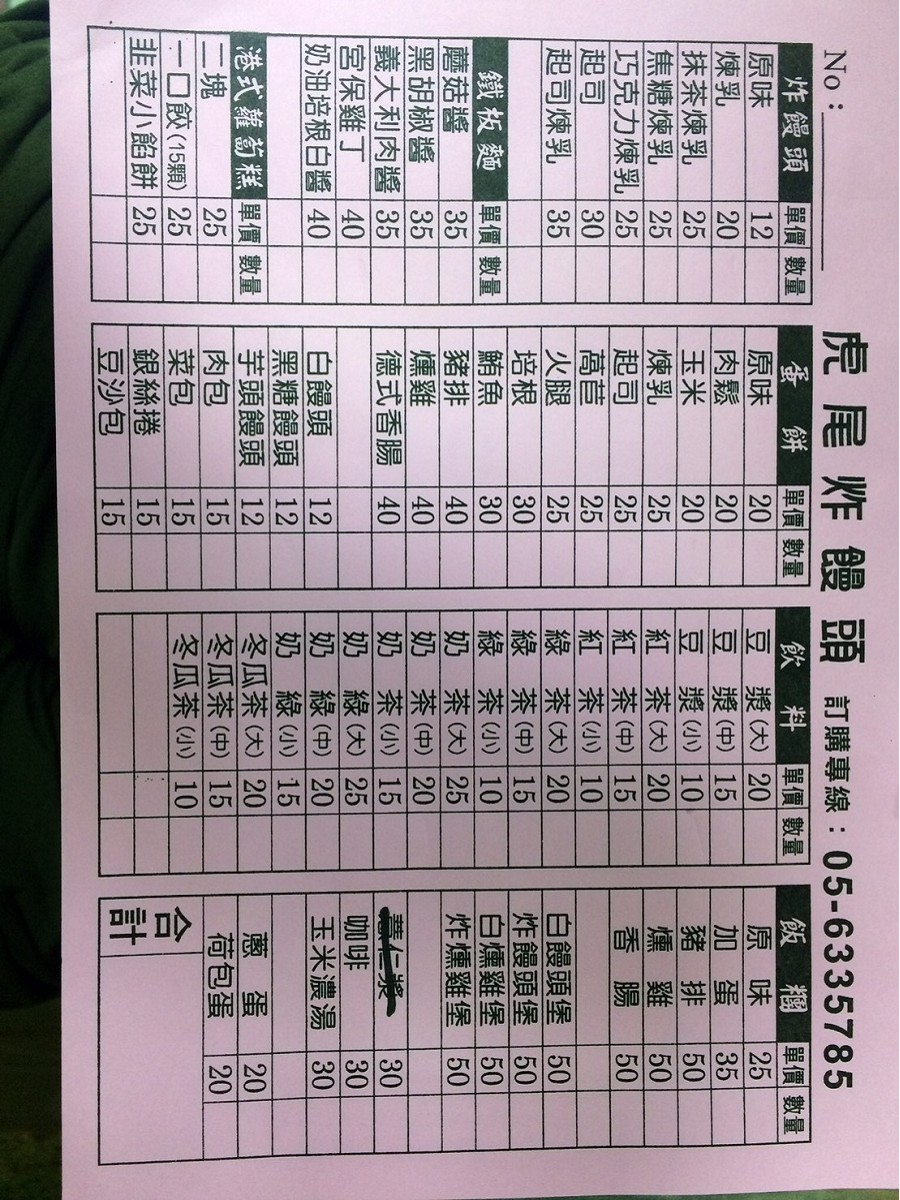 No：
虎尾炸饅頭 訂購專線：05-6335785
炸饅頭 單價 數量
原味 12
煉乳 20
抹茶煉乳 25
焦糖煉乳 25
巧克力煉乳 25
起司 30
起司煉乳 35
鐵板麵 單價 數量
蘑菇醬 35
黑胡椒醬 35
義大利肉醬 35
宮保雞丁 40
奶油培根白醬 40
港式蘿蔔糕 單價 數量
二塊 25
一口餃(15顆) 25
韭菜小餡餅 25
蛋餅 單價 數量
原味 20
肉鬆 20
玉米 20
煉乳 25
起司 25
萵苣 25
火腿 25
培根 30
鮪魚 30
豬排 40
燻雞 40
德式香腸 40
白饅頭 12
黑糖饅頭 12
芋頭饅頭 12
肉包 15
菜包 15
銀絲捲 15
豆沙包 15
飲料 單價 數量
豆漿(大) 20
豆漿(中) 15
豆漿(小) 10
紅茶(大) 20
紅茶(中) 15
紅茶(小) 10
綠茶(大) 20
綠茶(中) 15
綠茶(小) 10
奶茶(大) 25
奶茶(中) 20
奶茶(小) 15
奶綠(大) 25
奶綠(中) 20
奶綠(小) 15
冬瓜茶(大) 20
冬瓜茶(中) 15
冬瓜茶(小) 10
飯糰 單價 數量
原味 25
加蛋 35
豬排 50
燻雞 50
香腸 50
白饅頭堡 50
炸饅頭堡 50
白燻雞堡 50
炸燻雞堡 50
薏仁漿 30
咖啡 30
玉米濃湯 30
蔥蛋 20
荷包蛋 20
合計